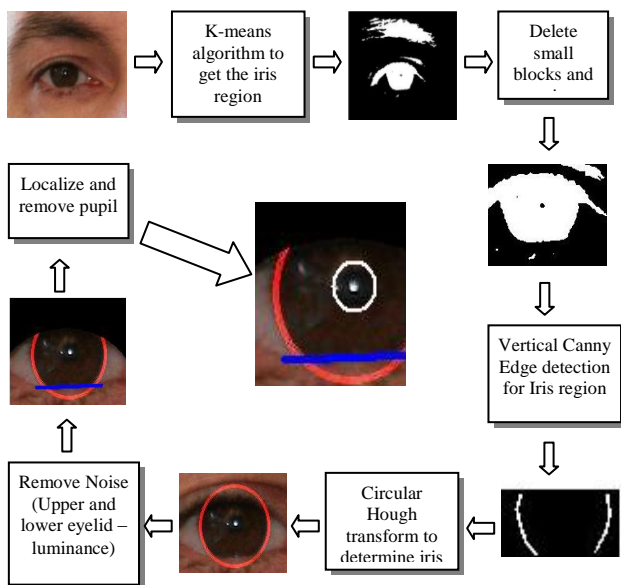 K-means
algorithm to
get the iris
region
Delete
small
blocks and
Vertical Canny
Edge detection
for Iris region
Circular
Hough
transform to
determine iris
Remove Noise
(Upper and
lower eyelid –
luminance)
Localize and
remove pupil